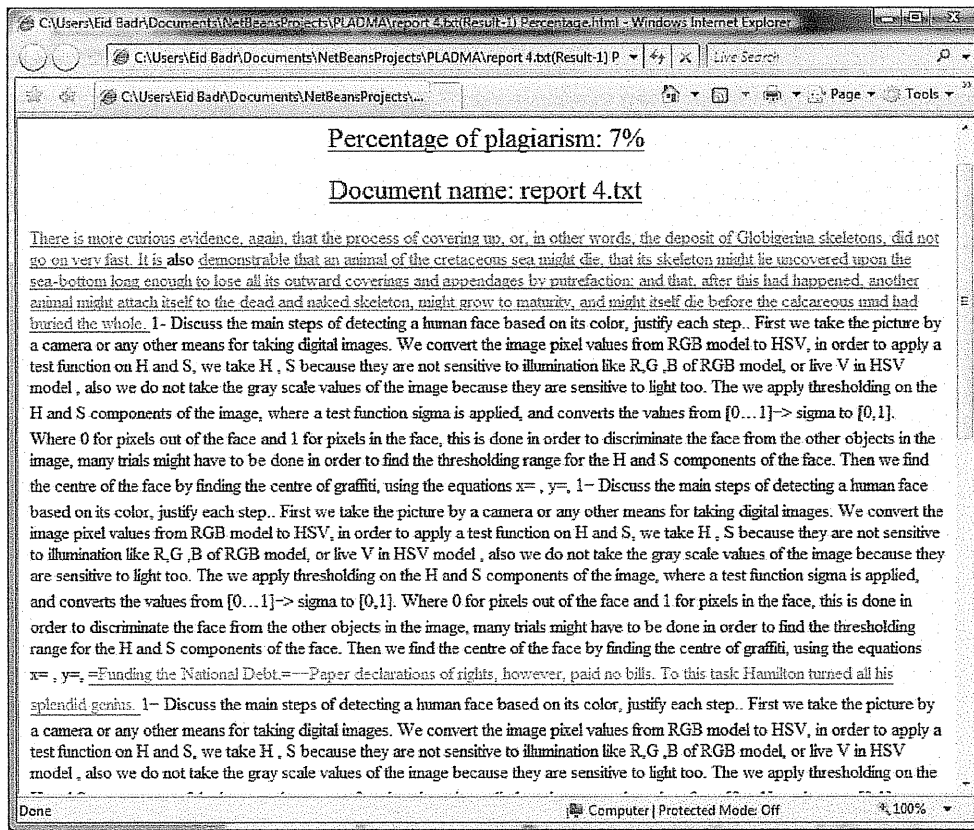 C:\Users\Eid Badr\Documents\NetBeansProjects\PLADMA\report 4.txt(Result-1) Percentage.html - Windows Internet Explorer
C:\Users\Eid Badr\Documents\NetBeansProjects\PLADMA\report 4.txt(Result-1) P
Live Search
C:\Users\Eid Badr\Documents\NetBeansProjects\...
Page
Tools
Percentage of plagiarism: 7%
Document name: report 4.txt
There is more curious evidence, again, that the process of covering up, or, in other words, the deposit of Globigerina skeletons, did not
go on very fast. It is also demonstrable that an animal of the cretaceous sea might die, that its skeleton might lie uncovered upon the
sea-bottom long enough to lose all its outward coverings and appendages by putrefaction; and that, after this had happened, another
animal might attach itself to the dead and naked skeleton, might grow to maturity, and might itself die before the calcareous mud had
buried the whole. 1- Discuss the main steps of detecting a human face based on its color, justify each step.. First we take the picture by
a camera or any other means for taking digital images. We convert the image pixel values from RGB model to HSV, in order to apply a
test function on H and S, we take H , S because they are not sensitive to illumination like R,G ,B of RGB model, or live V in HSV
model , also we do not take the gray scale values of the image because they are sensitive to light too. The we apply thresholding on the
H and S components of the image, where a test function sigma is applied, and converts the values from [0...1]-> sigma to [0,1].
Where 0 for pixels out of the face and 1 for pixels in the face, this is done in order to discriminate the face from the other objects in the
image, many trials might have to be done in order to find the thresholding range for the H and S components of the face. Then we find
the centre of the face by finding the centre of graffiti, using the equations x= , y=, 1- Discuss the main steps of detecting a human face
based on its color, justify each step.. First we take the picture by a camera or any other means for taking digital images. We convert the
image pixel values from RGB model to HSV, in order to apply a test function on H and S, we take H , S because they are not sensitive
to illumination like R,G ,B of RGB model, or live V in HSV model , also we do not take the gray scale values of the image because they
are sensitive to light too. The we apply thresholding on the H and S components of the image, where a test function sigma is applied,
and converts the values from [0...1]-> sigma to [0,1]. Where 0 for pixels out of the face and 1 for pixels in the face, this is done in
order to discriminate the face from the other objects in the image, many trials might have to be done in order to find the thresholding
range for the H and S components of the face. Then we find the centre of the face by finding the centre of graffiti, using the equations
x= , y=, =Funding the National Debt.=--Paper declarations of rights, however, paid no bills. To this task Hamilton turned all his
splendid genius. 1- Discuss the main steps of detecting a human face based on its color, justify each step.. First we take the picture by
a camera or any other means for taking digital images. We convert the image pixel values from RGB model to HSV, in order to apply a
test function on H and S, we take H , S because they are not sensitive to illumination like R,G ,B of RGB model, or live V in HSV
model , also we do not take the gray scale values of the image because they are sensitive to light too. The we apply thresholding on the
Done
Computer | Protected Mode: Off
100%